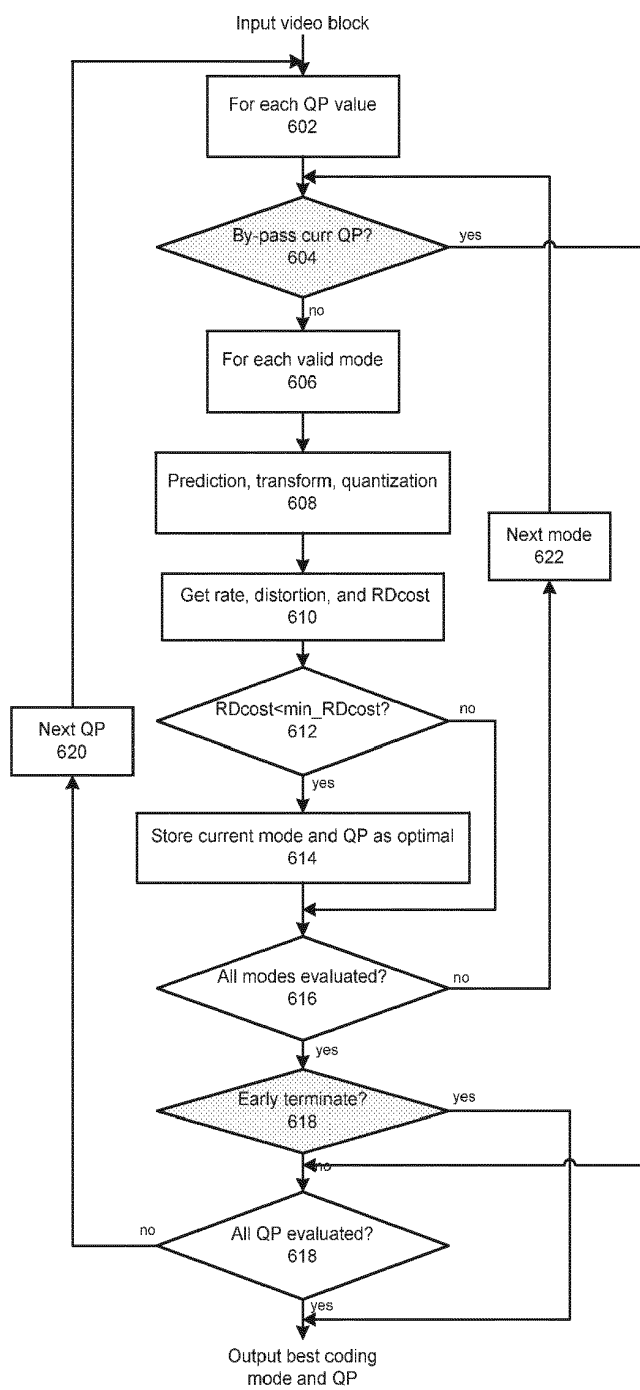 Input video block
For each QP value
602
By-pass curr QP?
604
yes
no
For each valid mode
606
Prediction, transform, quantization
608
Next mode
622
Get rate, distortion, and RDcost
610
RDcost<min_RDcost?
612
no
yes
Next QP
620
Store current mode and QP as optimal
614
All modes evaluated?
616
no
yes
Early terminate?
618
yes
no
All QP evaluated?
618
no
yes
Output best coding
mode and QP